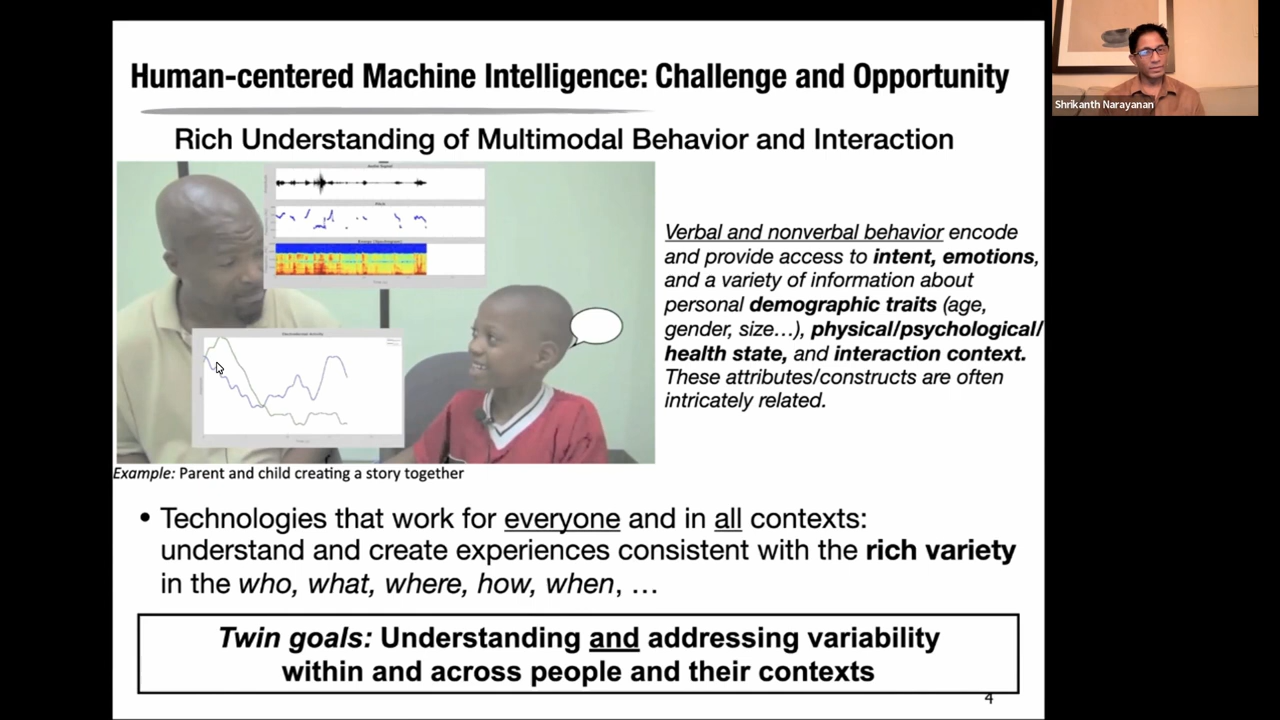 Human-centered Machine Intelligence: Challenge and Opportunity
Shrikanth Narayanan
Rich Understanding of Multimodal Behavior and Interaction
Pitch
Verbal and nonverbal behavior encode
and provide access to intent, emotions,
and a variety of information about
personal demographic traits (age,
gender, size…), physical/psychological/
health state, and interaction context.
These attributes/constructs are often
intricately related.
Example: Parent and child creating a story together
• Technologies that work for everyone and in all contexts:
understand and create experiences consistent with the rich variety
in the who, what, where, how, when, …
Twin goals: Understanding and addressing variability
within and across people and their contexts
4